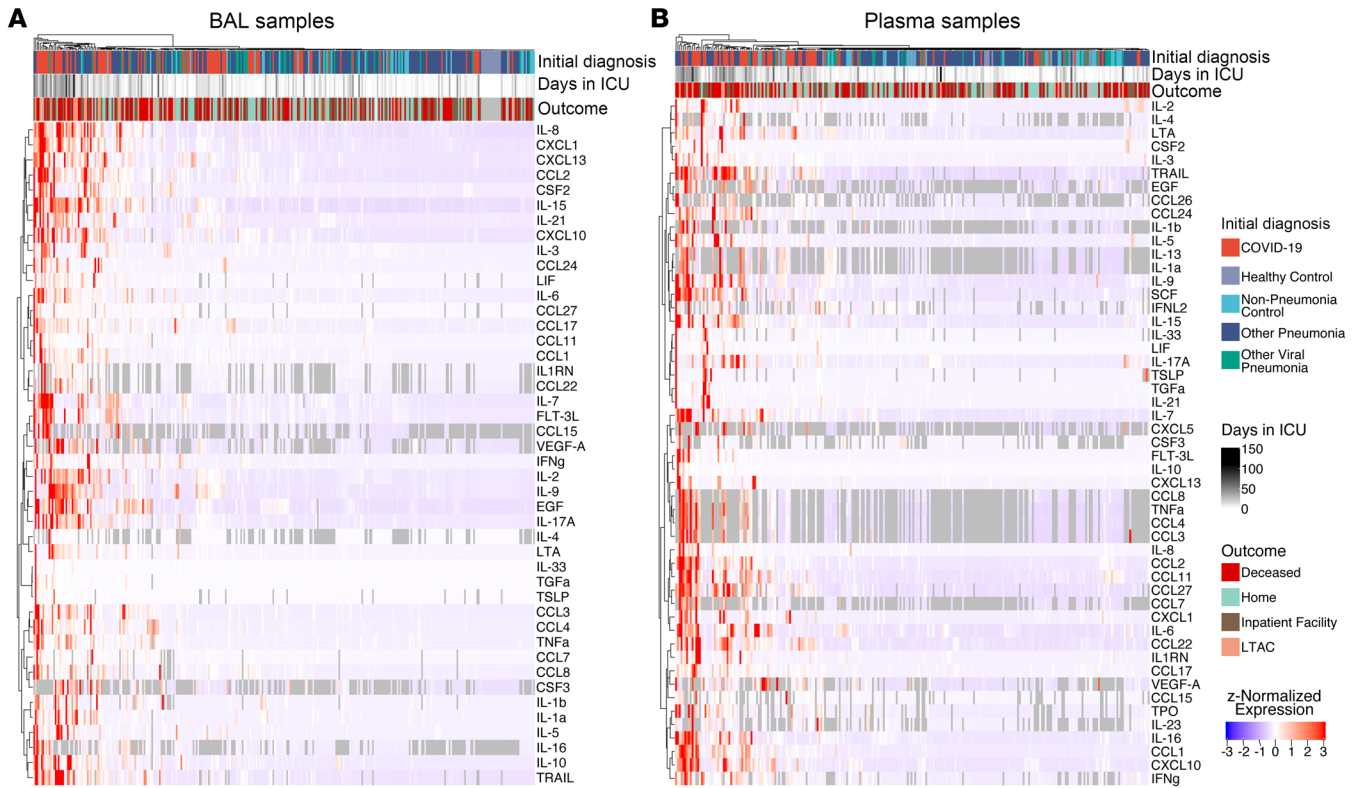 A
BAL samples
Initial diagnosis
Days in ICU
Outcome
IL-8
CXCL1
CXCL13
CCL2
CSF2
IL-15
IL-21
CXCL10
IL-3
CCL24
LIF
IL-6
CCL27
CCL17
CCL11
CCL1
IL1RN
CCL22
IL-7
FLT-3L
CCL15
VEGF-A
IFNg
IL-2
IL-9
EGF
IL-17A
IL-4
LTA
IL-33
TGFa
TSLP
CCL3
CCL4
TNFa
CCL7
CCL8
CSF3
IL-1b
IL-1a
IL-5
IL-16
IL-10
TRAIL
B
Plasma samples
Initial diagnosis
Days in ICU
Outcome
IL-2
IL-4
LTA
CSF2
IL-3
TRAIL
EGF
CCL26
CCL24
IL-1b
IL-5
IL-13
IL-1a
IL-9
SCF
IFNL2
IL-15
IL-33
LIF
IL-17A
TSLP
TGFa
IL-21
IL-7
CXCL5
CSF3
FLT-3L
IL-10
CXCL13
CCL8
TNFa
CCL4
CCL3
IL-8
CCL2
CCL11
CCL27
CCL7
CXCL1
IL-6
CCL22
IL1RN
CCL17
VEGF-A
CCL15
TPO
IL-23
IL-16
CCL1
CXCL10
IFNg
Initial diagnosis
COVID-19
Healthy Control
Non-Pneumonia
Control
Other Pneumonia
Other Viral
Pneumonia
Days in ICU
150
100
50
0
Outcome
Deceased
Home
Inpatient Facility
LTAC
z-Normalized
Expression
-3 -2 -1 0 1 2 3